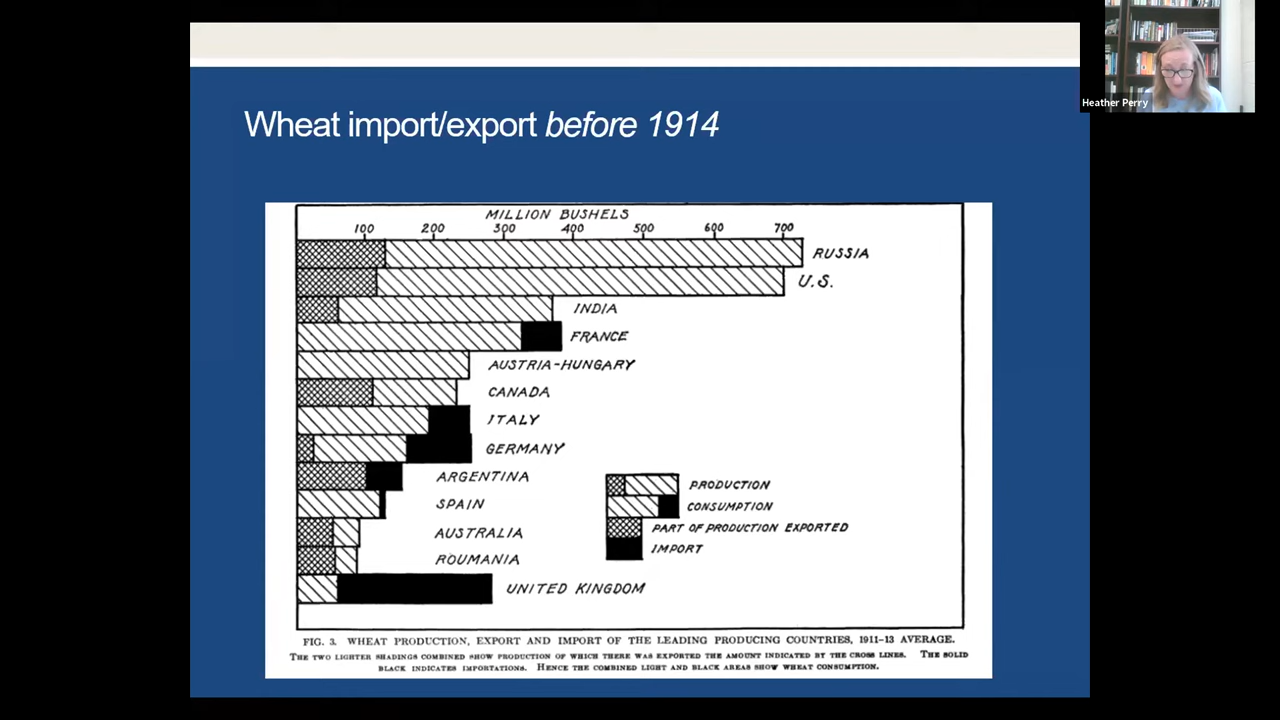 Heather Perry
Wheat import/export before 1914
MILLION BUSHELS
100 200 300 400 500 600 700
RUSSIA
U.S.
INDIA
FRANCE
AUSTRIA-HUNGARY
CANADA
ITALY
GERMANY
ARGENTINA
SPAIN
AUSTRALIA
ROUMANIA
UNITED KINGDOM
PRODUCTION
CONSUMPTION
PART OF PRODUCTION EXPORTED
IMPORT
FIG. 3. WHEAT PRODUCTION, EXPORT AND IMPORT OF THE LEADING PRODUCING COUNTRIES, 1911-13 AVERAGE.
THE TWO LIGHTER SHADINGS COMBINED SHOW PRODUCTION OF WHICH THERE WAS EXPORTED THE AMOUNT INDICATED BY THE CROSS LINES. THE SOLID
BLACK INDICATES IMPORTATIONS. HENCE THE COMBINED LIGHT AND BLACK AREAS SHOW WHEAT CONSUMPTION.